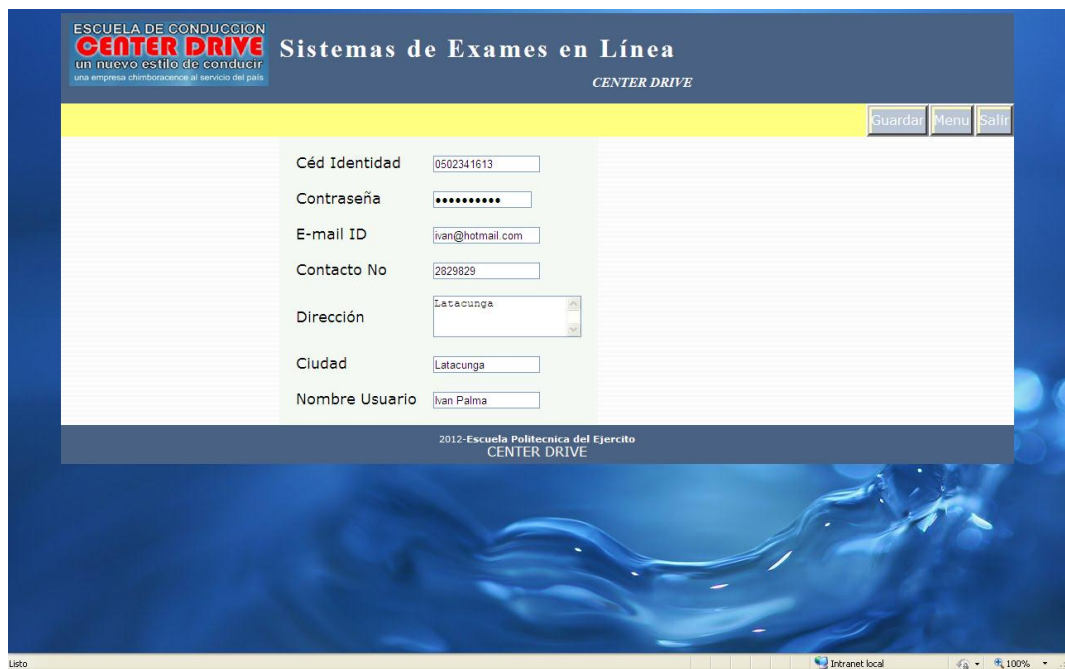 ESCUELA DE CONDUCCION
CENTER DRIVE
un nuevo estilo de conducir
una empresa chimboracence al servicio del país
Sistemas de Exames en Línea
CENTER DRIVE
Guardar Menu Salir
Céd Identidad 0502341613
Contraseña ••••••••••
E-mail ID ivan@hotmail.com
Contacto No 2829829
Dirección Latacunga
Ciudad Latacunga
Nombre Usuario Ivan Palma
2012-Escuela Politecnica del Ejercito
CENTER DRIVE
Listo Intranet local 100%